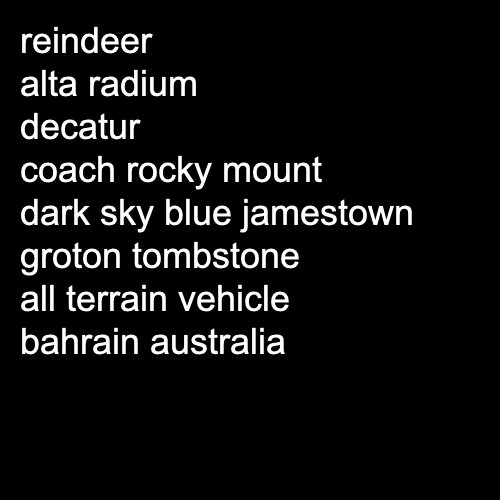 reindeer
alta radium
decatur
coach rocky mount
dark sky blue jamestown
groton tombstone
all terrain vehicle
bahrain australia